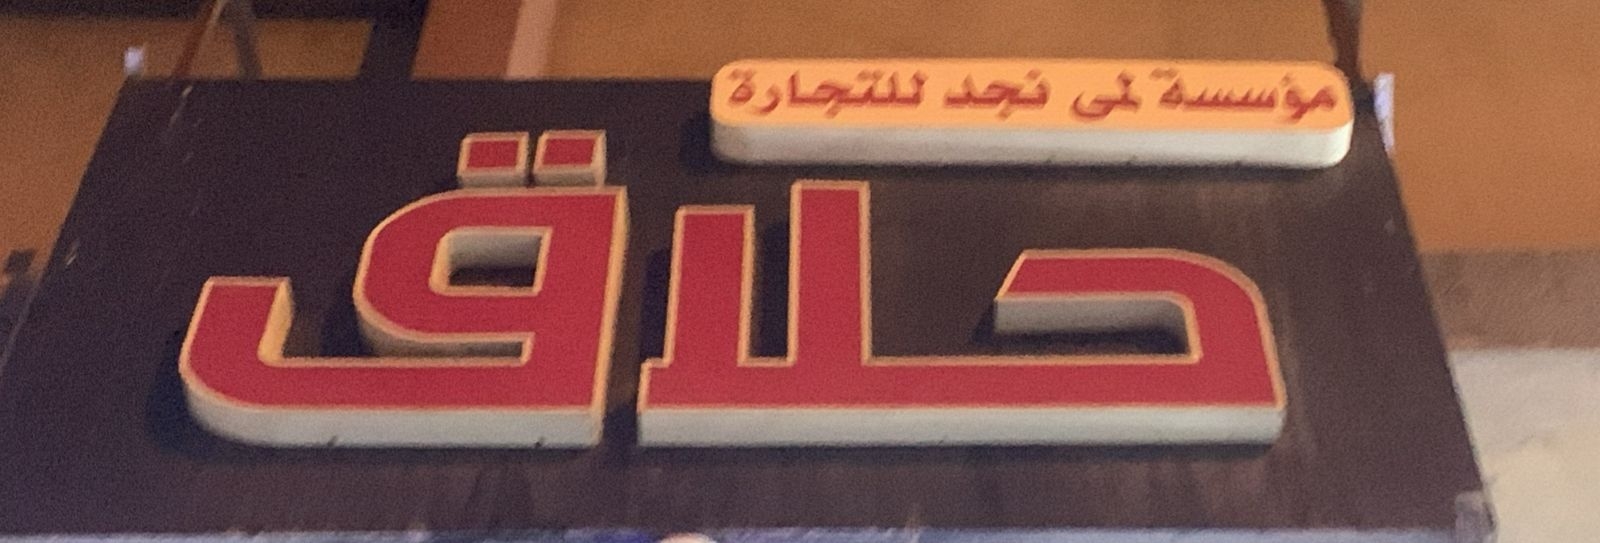 مؤسسة لمى نجد للتجارة
حلاق